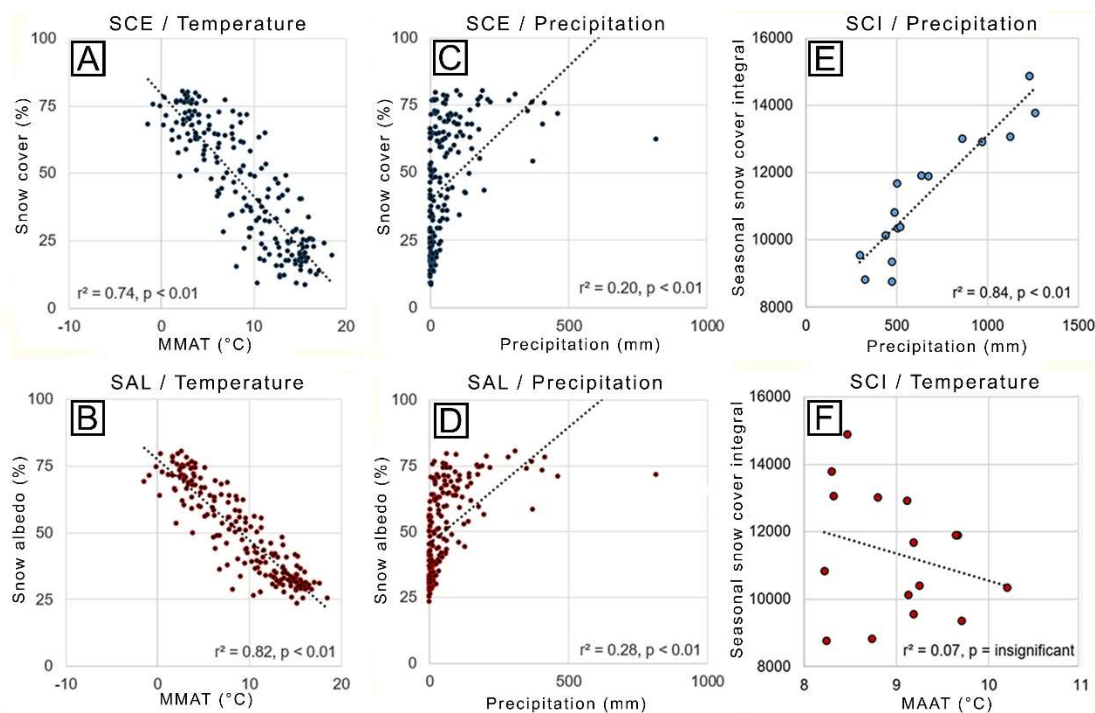 SCE / Temperature
A
100
75
50
25
0
Snow cover (%)
r² = 0.74, p < 0.01
-10 0 10 20
MMAT (°C)
SCE / Precipitation
C
100
75
50
25
0
Snow cover (%)
r² = 0.20, p < 0.01
0 500 1000
Precipitation (mm)
SCI / Precipitation
E
16000
14000
12000
10000
8000
Seasonal snow cover integral
r² = 0.84, p < 0.01
0 500 1000 1500
Precipitation (mm)
SAL / Temperature
B
100
75
50
25
0
Snow albedo (%)
r² = 0.82, p < 0.01
-10 0 10 20
MMAT (°C)
SAL / Precipitation
D
100
75
50
25
0
Snow albedo (%)
r² = 0.28, p < 0.01
0 500 1000
Precipitation (mm)
SCI / Temperature
F
16000
14000
12000
10000
8000
Seasonal snow cover integral
r² = 0.07, p = insignificant
8 9 10 11
MAAT (°C)